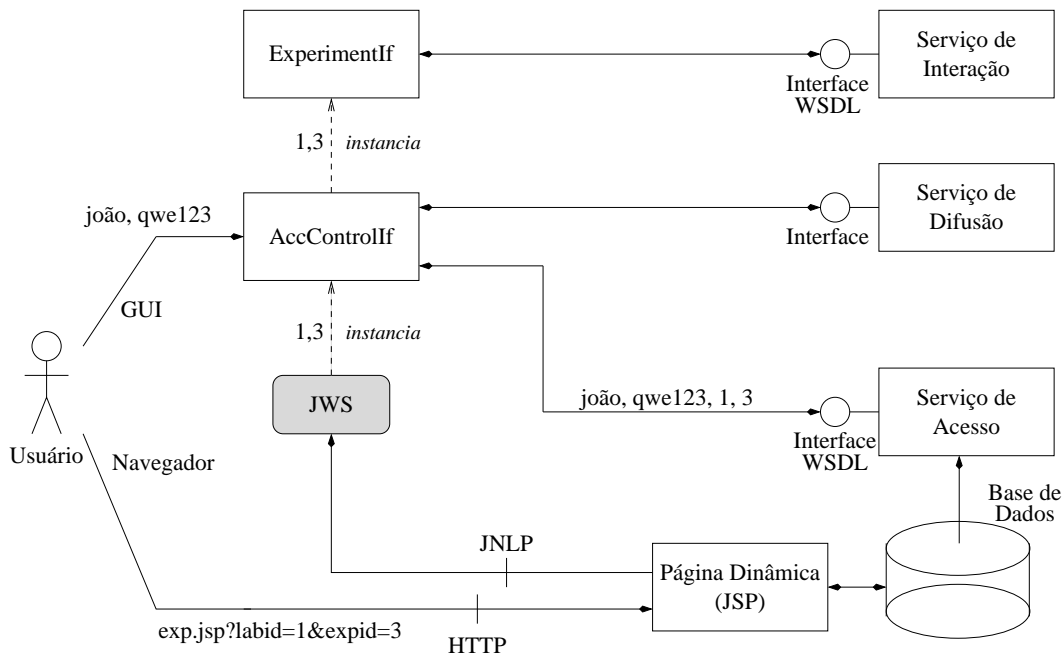 ExperimentIf
Serviço de
Interação
Interface
WSDL
1,3 instancia
joão, qwe123
AccControlIf
Serviço de
Difusão
Interface
GUI
1,3 instancia
JWS
joão, qwe123, 1, 3
Serviço de
Acesso
Interface
WSDL
Usuário
Navegador
Base de
Dados
JNLP
Página Dinâmica
(JSP)
exp.jsp?labid=1&expid=3
HTTP